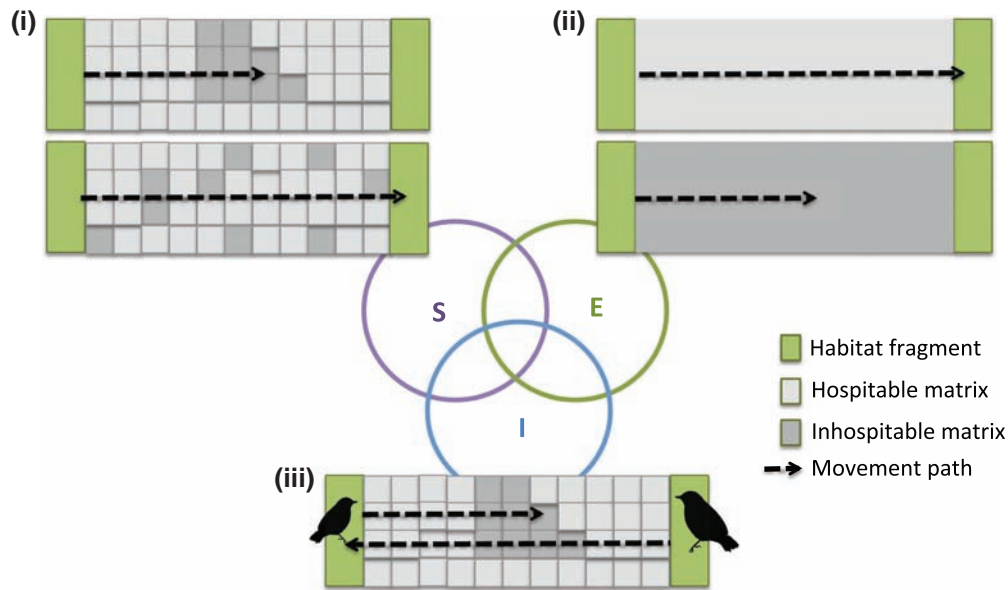 (i)
(ii)
S
E
I
Habitat fragment
Hospitable matrix
Inhospitable matrix
Movement path
(iii)